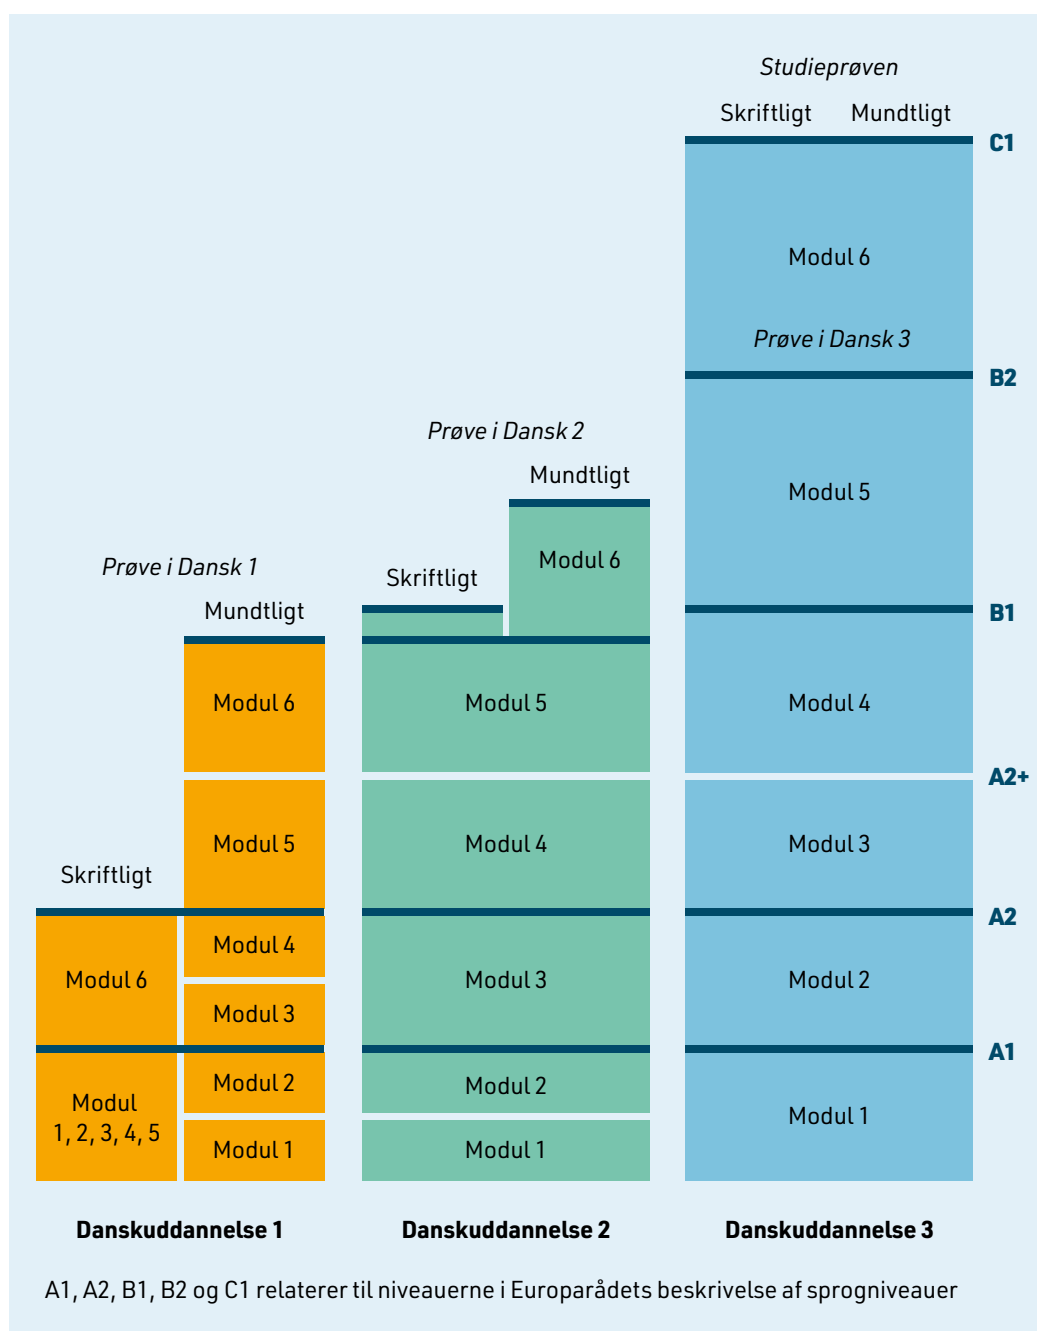 Studieprøven
Skriftligt Mundtligt
C1
Modul 6
Prøve i Dansk 3
B2
Prøve i Dansk 2
Mundtligt
Modul 5
Modul 6
Prøve i Dansk 1
Skriftligt
Mundtligt
B1
Modul 6
Modul 5
Modul 4
A2+
Modul 5
Modul 4
Modul 3
Skriftligt
A2
Modul 4
Modul 6
Modul 3
Modul 2
Modul 3
A1
Modul 2
Modul 2
Modul
1, 2, 3, 4, 5
Modul 1
Modul 1
Modul 1
Danskuddannelse 1
Danskuddannelse 2
Danskuddannelse 3
A1, A2, B1, B2 og C1 relaterer til niveauerne i Europarådets beskrivelse af sprogniveauer